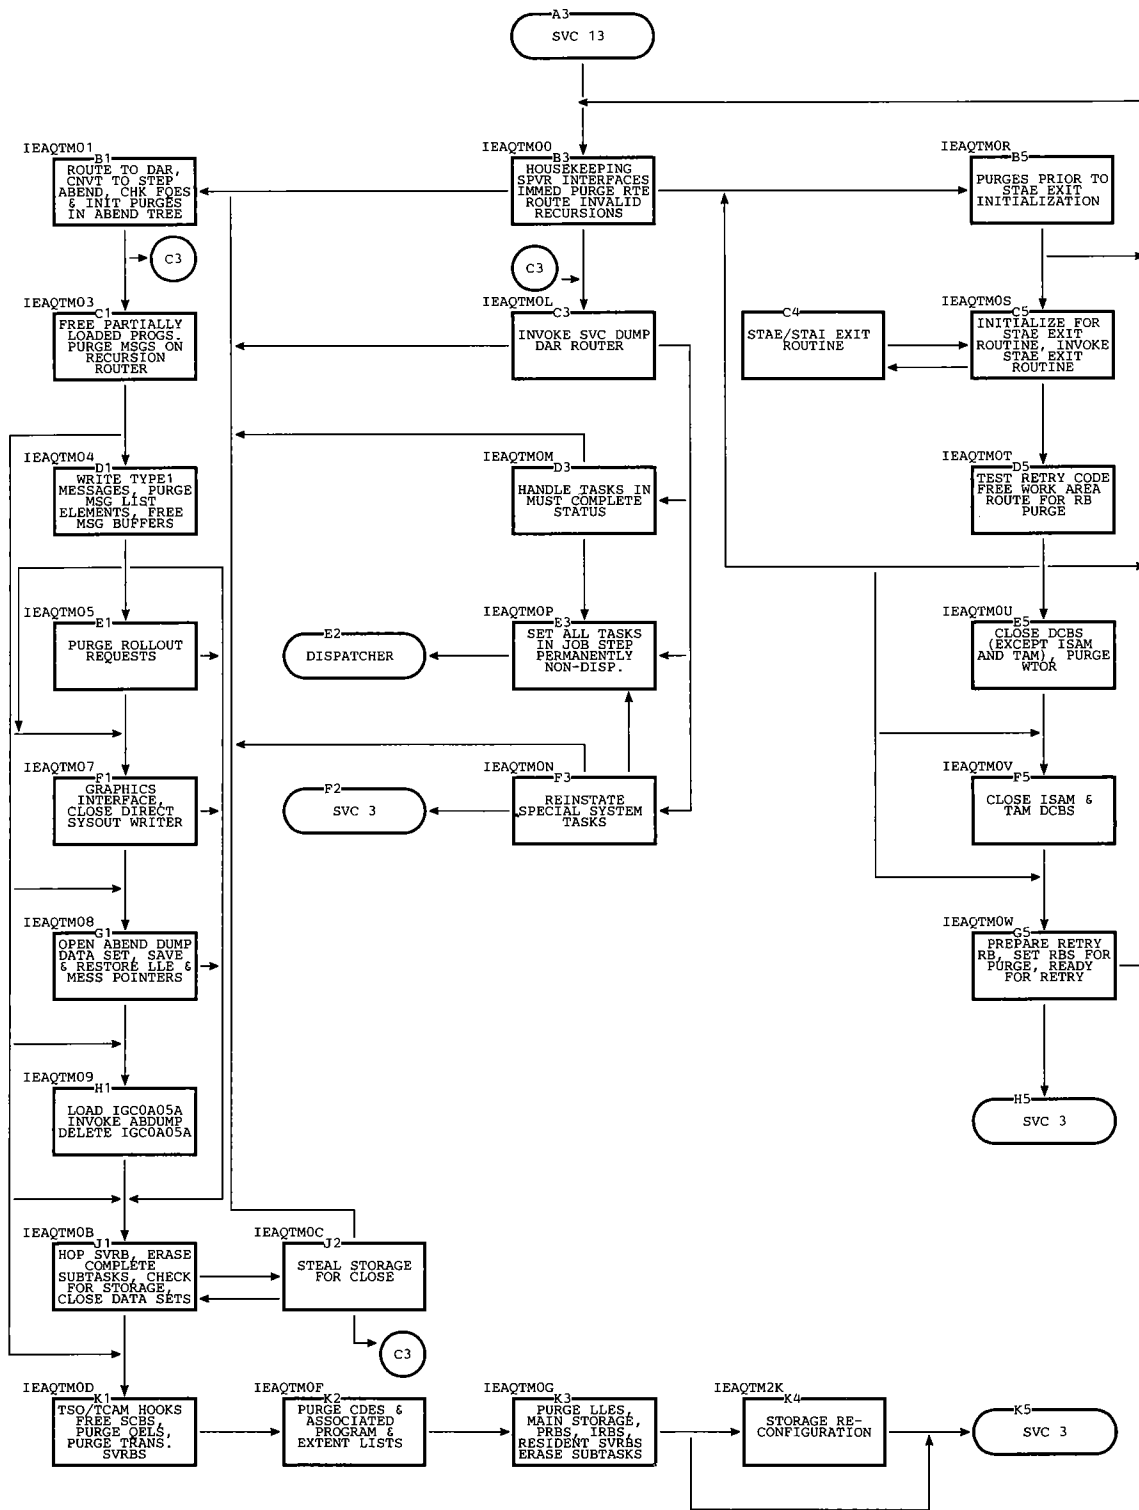 A3
SVC 13
IEAQTM01
B1
ROUTE TO DAR,
CNVT TO STEP
ABEND, CHK FQES
& INIT PURGES
IN ABEND TREE
IEAQTM00
B3
HOUSEKEEPING
SPVR INTERFACES
IMMED PURGE RTE
ROUTE INVALID
RECURSIONS
IEAQTM0R
B5
PURGES PRIOR TO
STAE EXIT
INITIALIZATION
C3
C3
IEAQTM03
C1
FREE PARTIALLY
LOADED PROGS.
PURGE MSGS ON
RECURSION
ROUTER
IEAQTM0L
C3
INVOKE SVC DUMP
DAR ROUTER
C4
STAE/STAI EXIT
ROUTINE
IEAQTM0S
C5
INITIALIZE FOR
STAE EXIT
ROUTINE, INVOKE
STAE EXIT
ROUTINE
IEAQTM04
D1
WRITE TYPE1
MESSAGES, PURGE
MSG LIST
ELEMENTS, FREE
MSG BUFFERS
IEAQTM0M
D3
HANDLE TASKS IN
MUST COMPLETE
STATUS
IEAQTM0T
D5
TEST RETRY CODE
FREE WORK AREA
ROUTE FOR RB
PURGE
IEAQTM05
E1
PURGE ROLLOUT
REQUESTS
E2
DISPATCHER
IEAQTM0P
E3
SET ALL TASKS
IN JOB STEP
PERMANENTLY
NON-DISP.
IEAQTM0U
E5
CLOSE DCBS
(EXCEPT ISAM
AND TAM), PURGE
WTOR
IEAQTM07
F1
GRAPHICS
INTERFACE,
CLOSE DIRECT
SYSOUT WRITER
F2
SVC 3
IEAQTM0N
F3
REINSTATE
SPECIAL SYSTEM
TASKS
IEAQTM0V
F5
CLOSE ISAM &
TAM DCBS
IEAQTM08
G1
OPEN ABEND DUMP
DATA SET, SAVE
& RESTORE LLE &
MESS POINTERS
IEAQTM0W
G5
PREPARE RETRY
RB, SET RBS FOR
PURGE, READY
FOR RETRY
IEAQTM09
H1
LOAD IGC0A05A
INVOKE ABDUMP
DELETE IGC0A05A
H5
SVC 3
IEAQTM0B
J1
HOP SVRB, ERASE
COMPLETE
SUBTASKS, CHECK
FOR STORAGE,
CLOSE DATA SETS
IEAQTM0C
J2
STEAL STORAGE
FOR CLOSE
C3
IEAQTM0D
K1
TSO/TCAM HOOKS
FREE SCBS,
PURGE QELS,
PURGE TRANS.
SVRBS
IEAQTM0F
K2
PURGE CDES &
ASSOCIATED
PROGRAM &
EXTENT LISTS
IEAQTM0G
K3
PURGE LLES,
MAIN STORAGE,
PRBS, IRBS,
RESIDENT SVRBS
ERASE SUBTASKS
IEAQTM2K
K4
STORAGE RE-
CONFIGURATION
K5
SVC 3